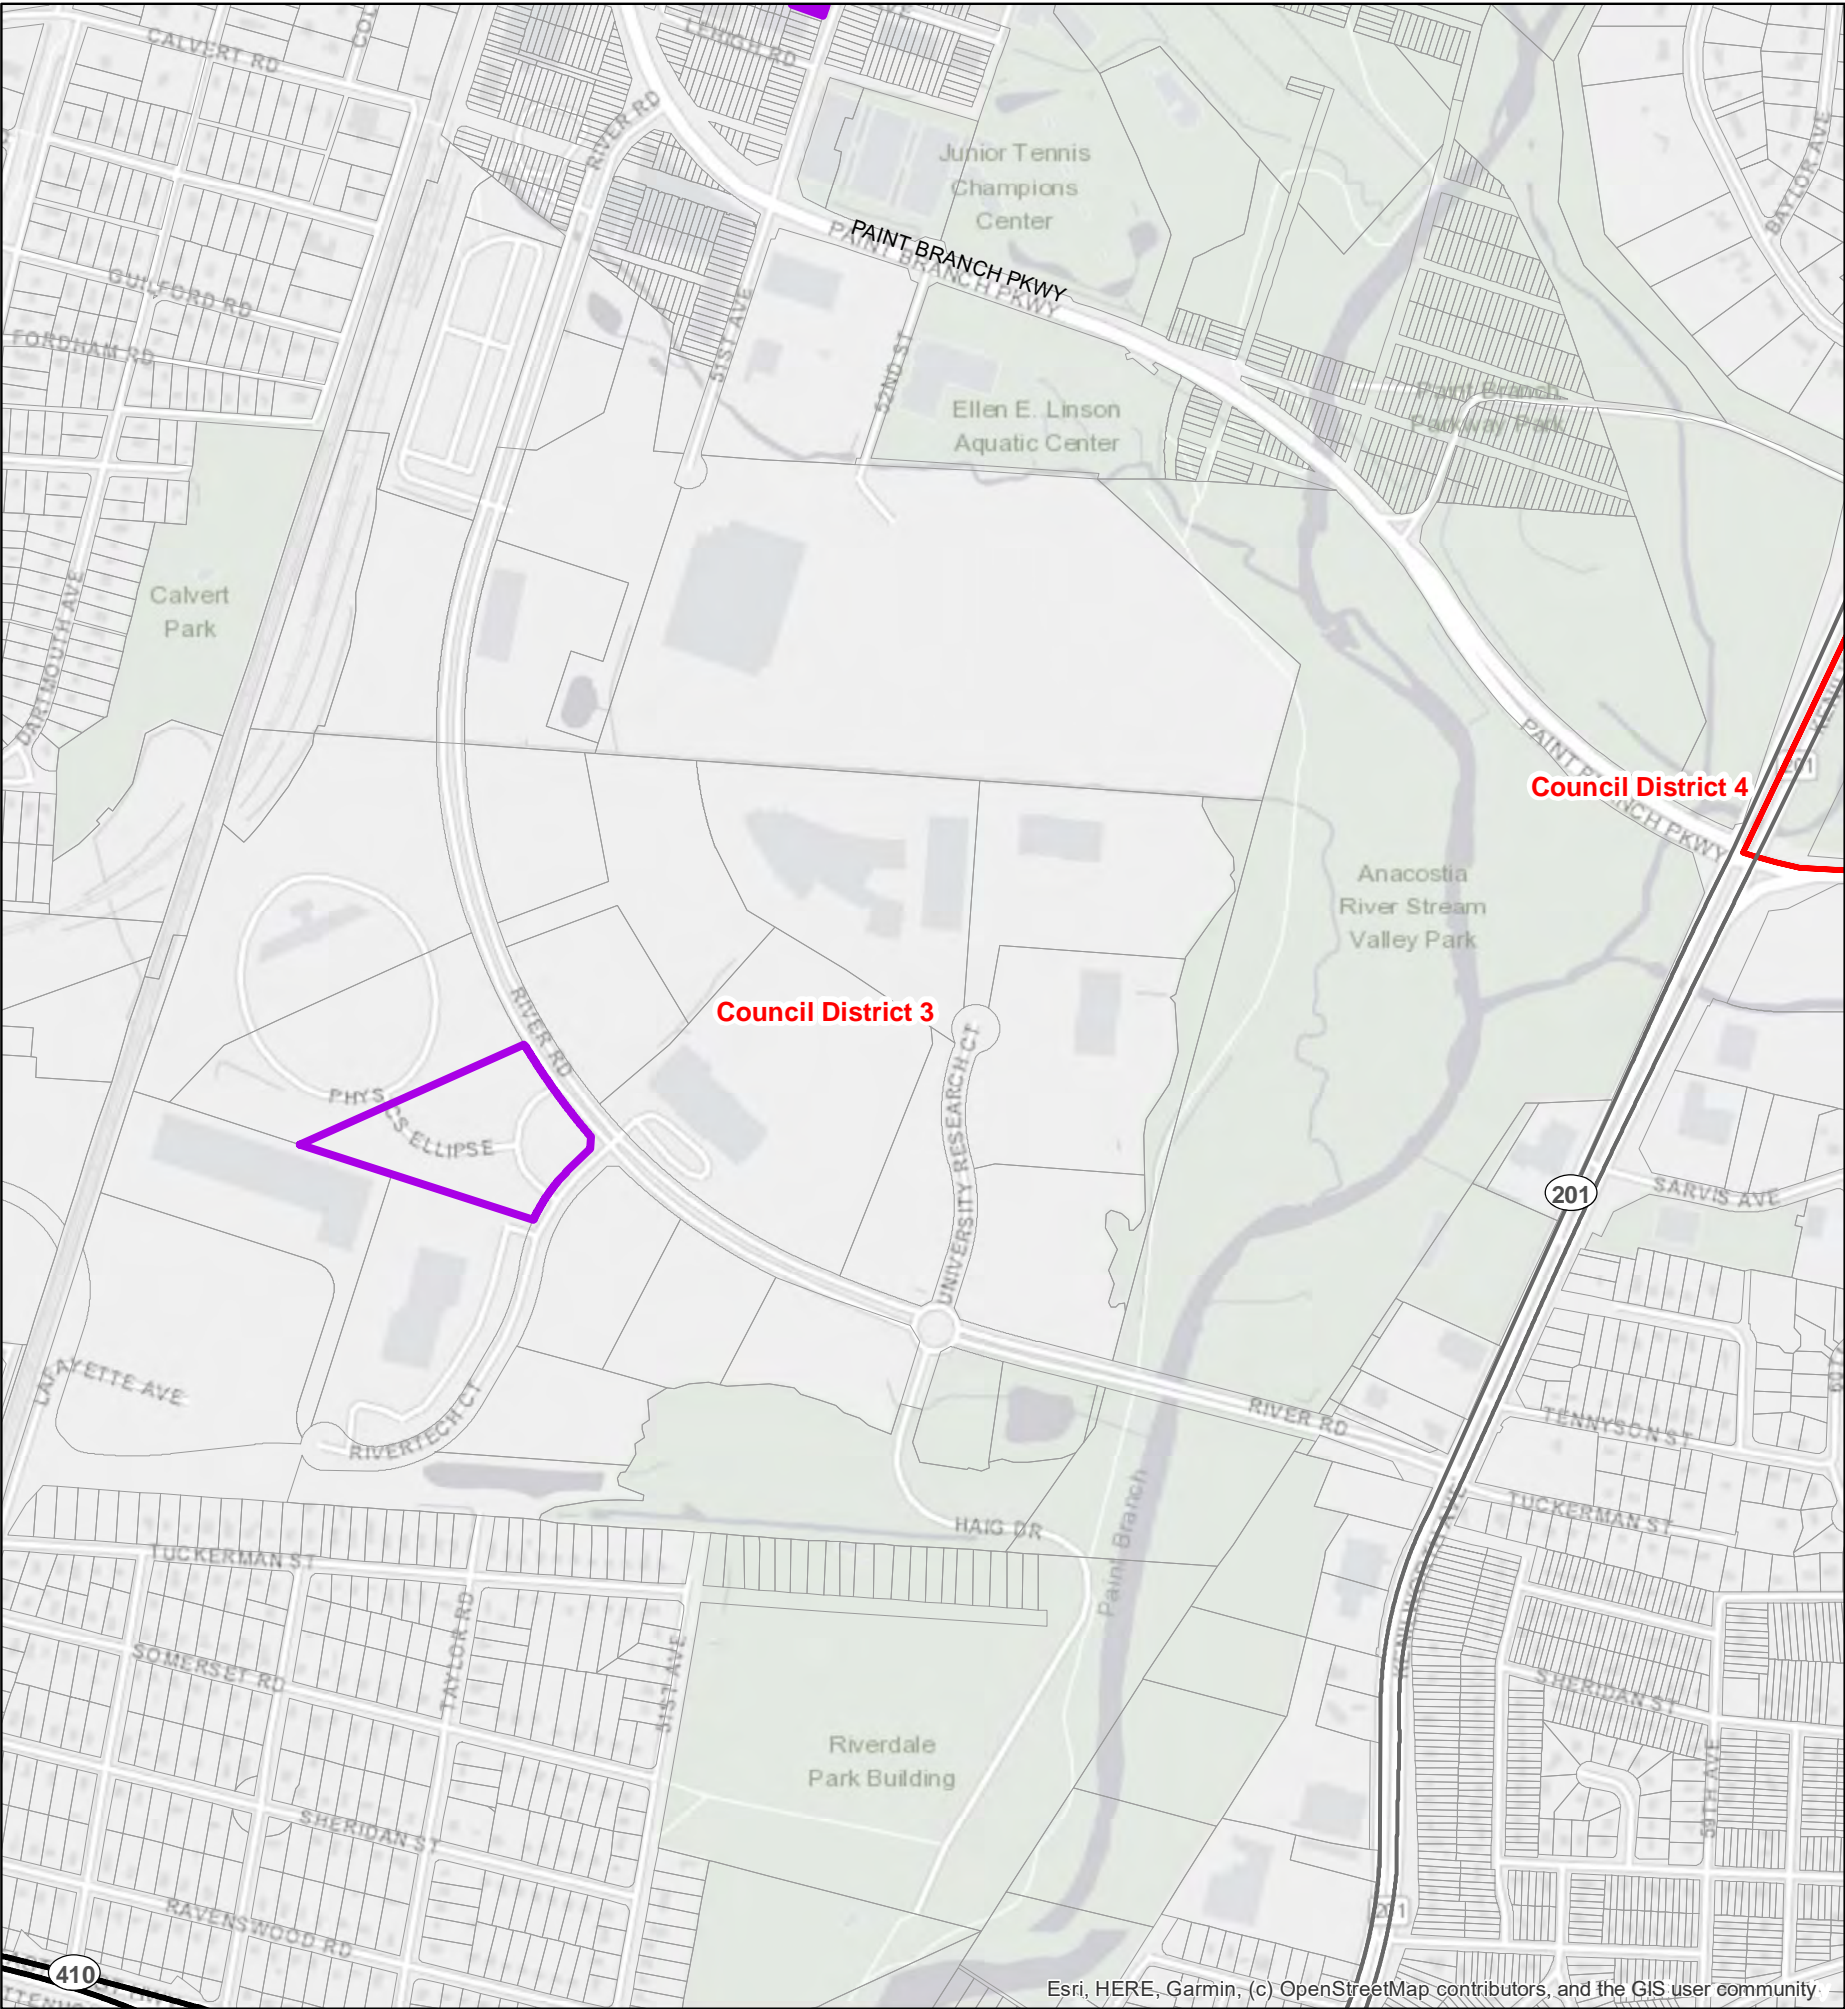 CALVERT RD
LEHIGH RD
RIVER RD
BAYLOR AVE
Junior Tennis
Champions
Center
PAINT BRANCH PKWY
PAINT BRANCH PKWY
GUILFORD RD
FORDHAM RD
51ST AVE
52ND ST
Ellen E. Linson
Aquatic Center
Paint Branch
Parkway Park
Calvert
Park
DARTMOUTH AVE
PAINT BRANCH PKWY
201
Council District 4
Anacostia
River Stream
Valley Park
Council District 3
RIVER RD
UNIVERSITY RESEARCH CT
PHYSICS ELLIPSE
201
SARVIS AVE
LAFAYETTE AVE
RIVERTECH CT
RIVER RD
TENNYSON ST
TUCKERMAN ST
HAIG DR
Paint Branch
KENILWORTH AVE
TUCKERMAN ST
TAYLOR RD
SOMERSET RD
51ST AVE
SHERIDAN ST
59TH AVE
Riverdale
Park Building
SHERIDAN ST
RAVENSWOOD RD
201
410
Esri, HERE, Garmin, (c) OpenStreetMap contributors, and the GIS user community